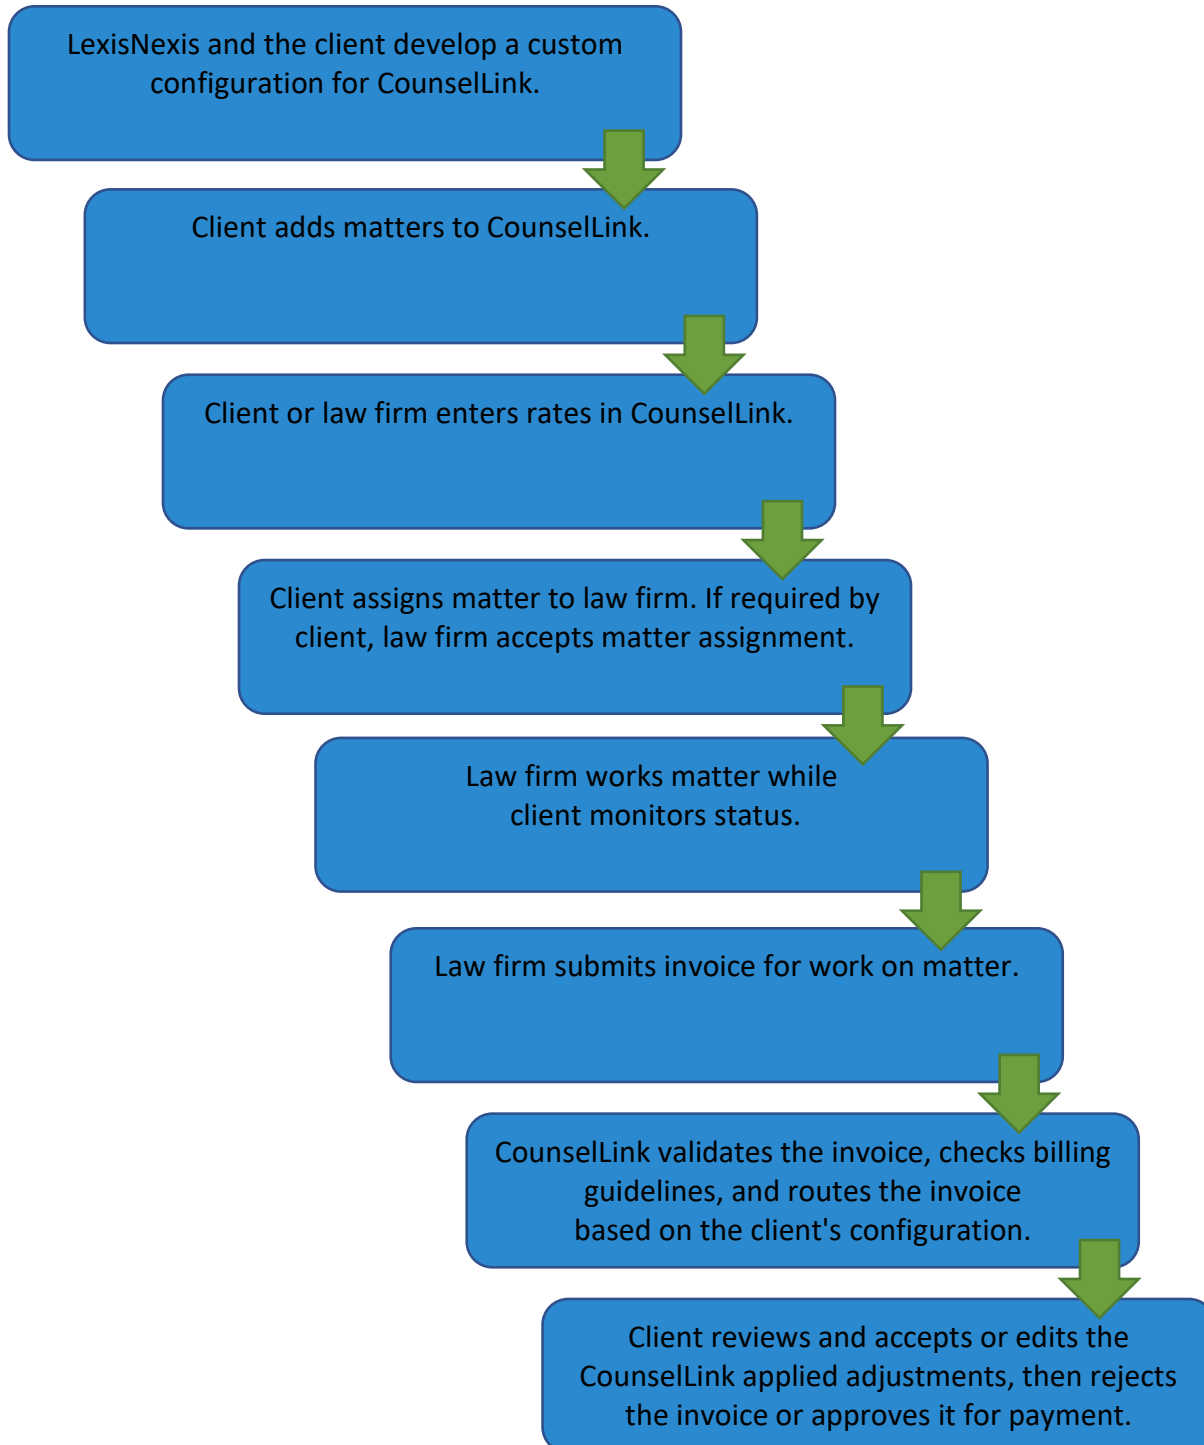 LexisNexis and the client develop a custom
configuration for CounselLink.
Client adds matters to CounselLink.
Client or law firm enters rates in CounselLink.
Client assigns matter to law firm. If required by
client, law firm accepts matter assignment.
Law firm works matter while
client monitors status.
Law firm submits invoice for work on matter.
CounselLink validates the invoice, checks billing
guidelines, and routes the invoice
based on the client's configuration.
Client reviews and accepts or edits the
CounselLink applied adjustments, then rejects
the invoice or approves it for payment.